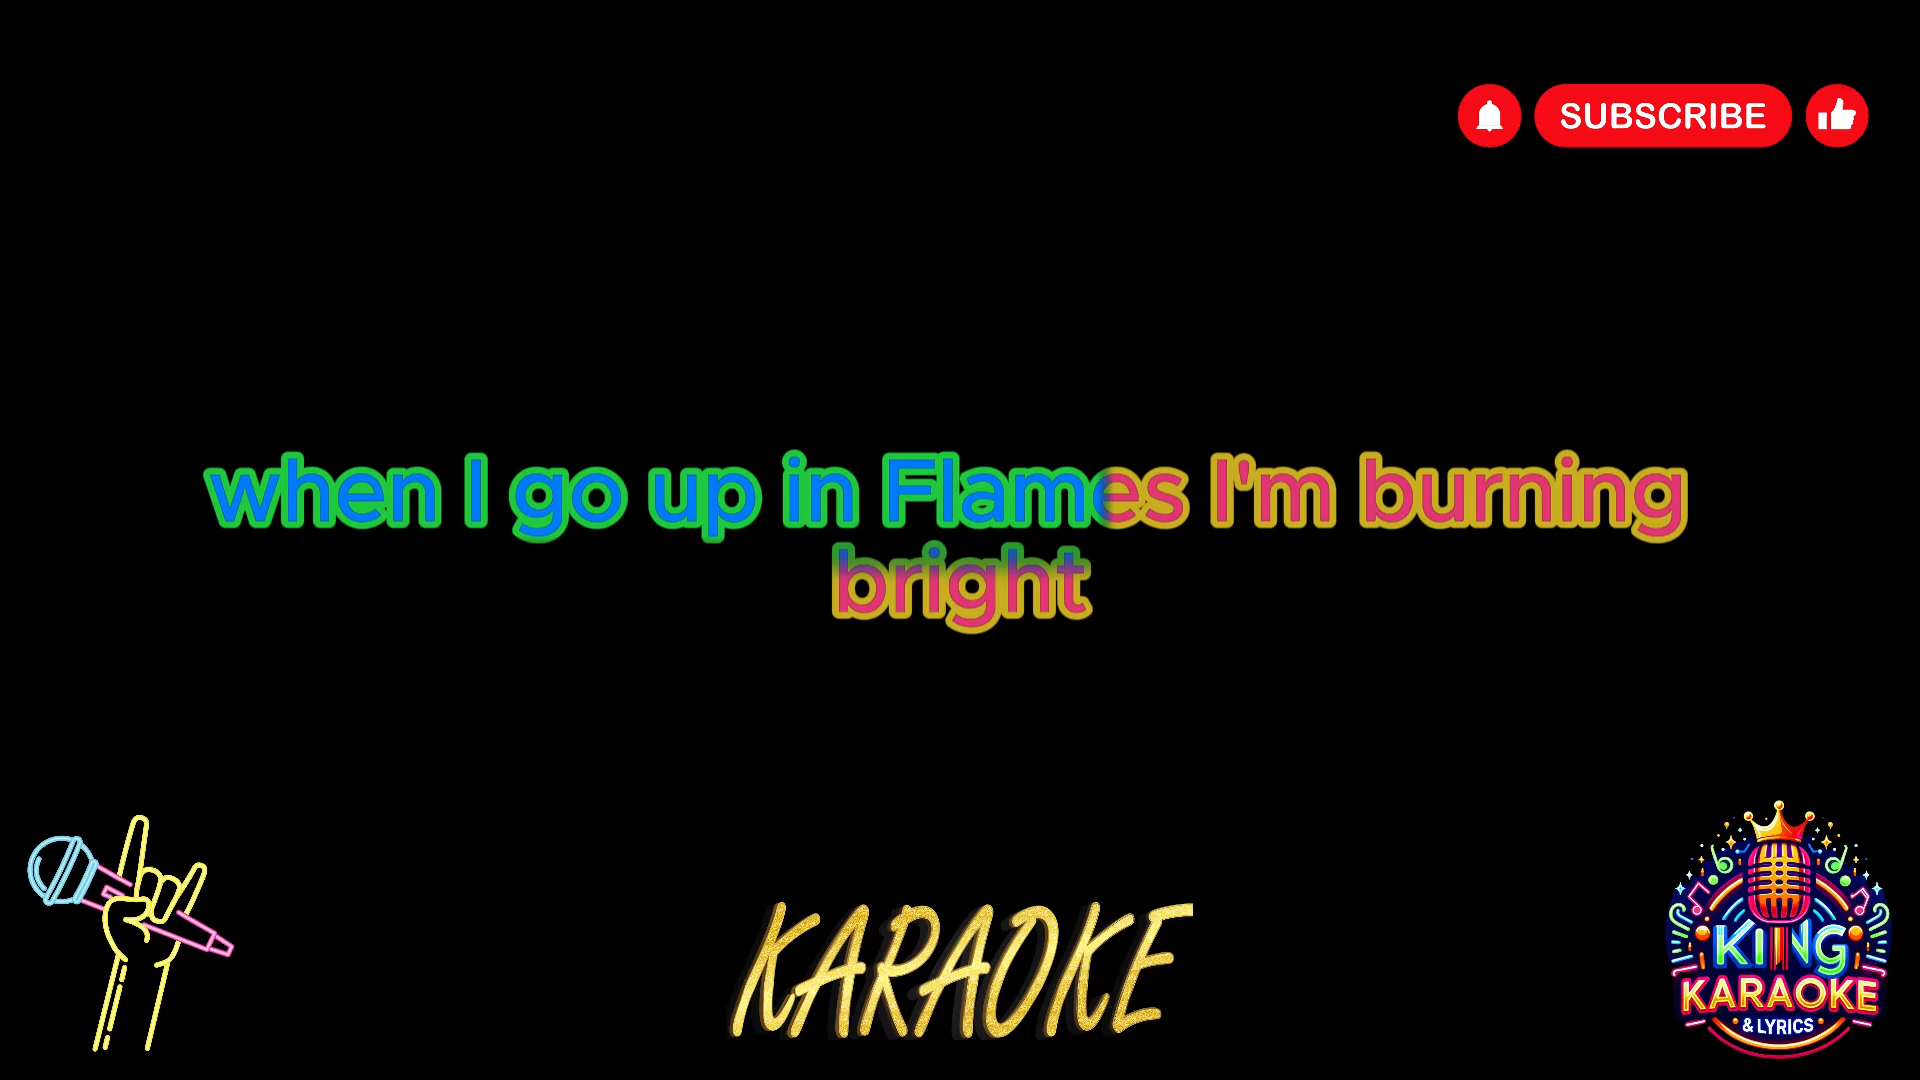 SUBSCRIBE
when I go up in Flames I'm burning
bright
KARAOKE
KING
KARAOKE
& LYRICS